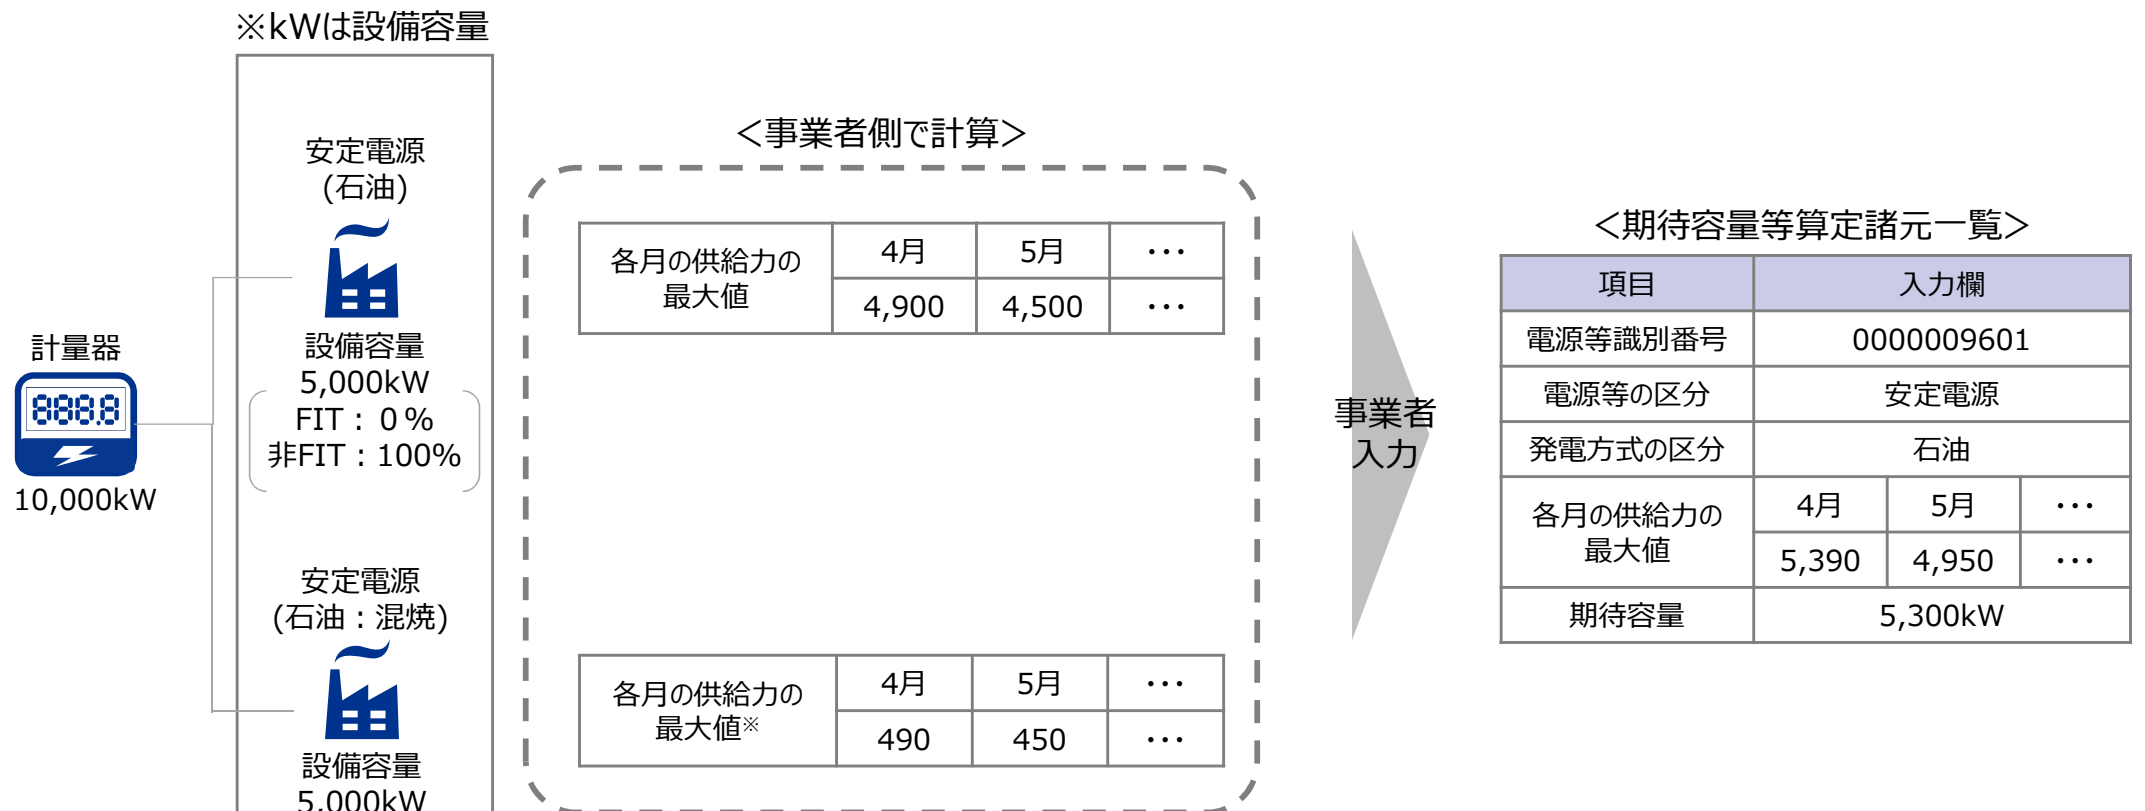 ※kWは設備容量
計量器
888.8
10,000kW
安定電源
(石油)
設備容量
5,000kW
FIT：０％
非FIT：100%
安定電源
(石油：混焼)
設備容量
5,000kW
＜事業者側で計算＞
各月の供給力の
最大値
4月 5月 ･･･
4,900 4,500 ･･･
各月の供給力の
最大値※
4月 5月 ･･･
490 450 ･･･
事業者
入力
＜期待容量等算定諸元一覧＞
項目 入力欄
電源等識別番号 0000009601
電源等の区分 安定電源
発電方式の区分 石油
各月の供給力の
最大値
4月 5月 ･･･
5,390 4,950 ･･･
期待容量 5,300kW